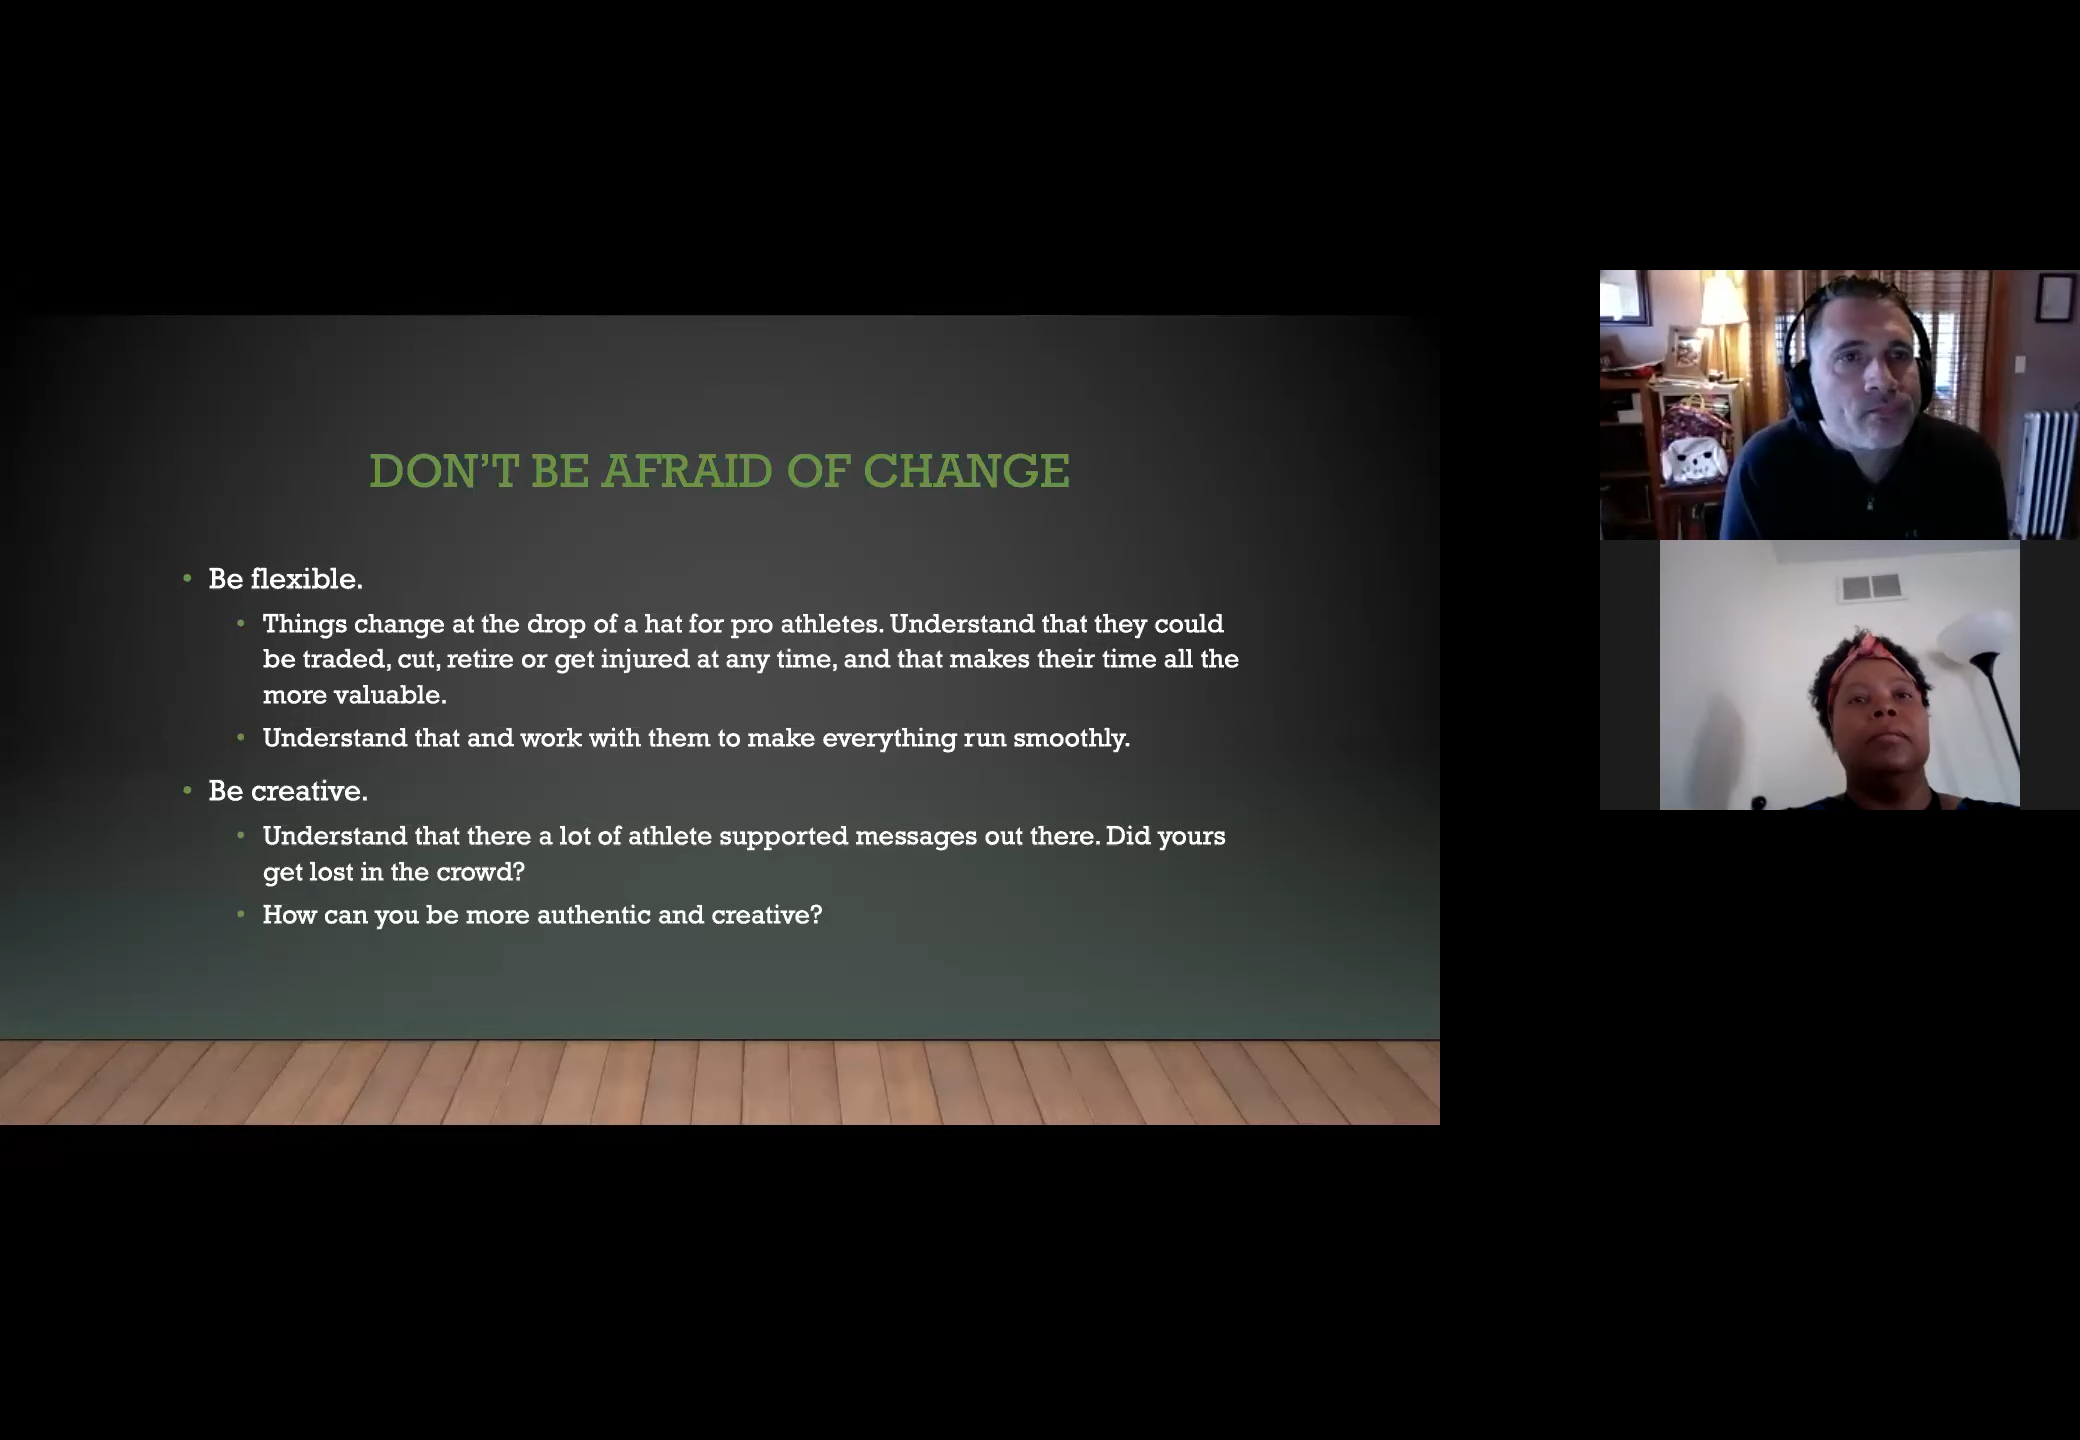 DON'T BE AFRAID OF CHANGE
• Be flexible.
• Things change at the drop of a hat for pro athletes. Understand that they could
be traded, cut, retire or get injured at any time, and that makes their time all the
more valuable.
• Understand that and work with them to make everything run smoothly.
• Be creative.
• Understand that there a lot of athlete supported messages out there. Did yours
get lost in the crowd?
• How can you be more authentic and creative?